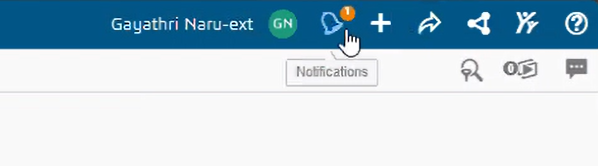 Gayathri Naru-ext GN 1
Notifications
0